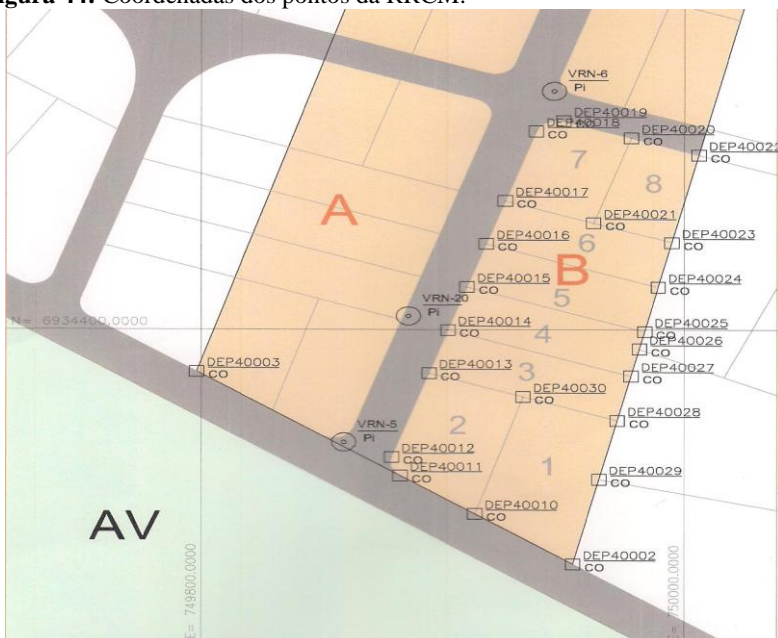 Figura 44: Coordenadas dos pontos da RRCM.
VRN-6
Pi
DEP40019
CO
DEP40018
CO
DEP40020
CO
DEP40022
CO
7
8
A
DEP40017
CO
DEP40021
CO
DEP40016
CO
6
DEP40023
CO
B
DEP40015
CO
5
DEP40024
CO
VRN-20
Pi
N= 6934400.0000
DEP40014
CO
4
DEP40025
CO
DEP40026
CO
DEP40003
CO
DEP40013
CO
3
DEP40027
CO
DEP40030
CO
DEP40028
CO
VRN-5
Pi
2
DEP40012
CO
DEP40011
CO
1
DEP40029
CO
AV
DEP40010
CO
DEP40002
CO
E= 749800.0000
E= 750000.0000